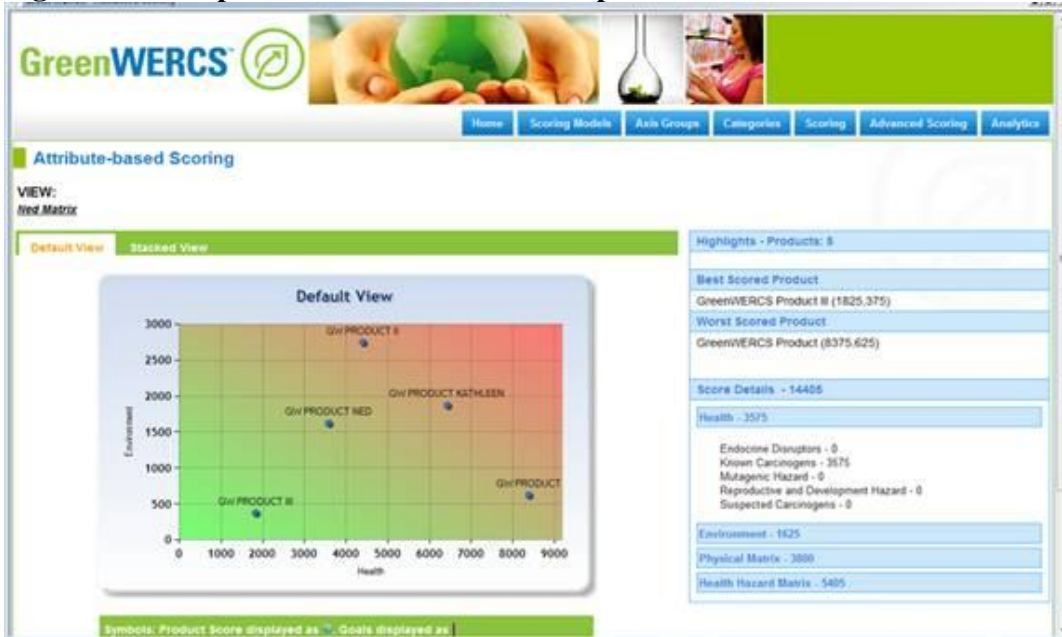 GreenWERCS™
Home Scoring Models Axis Groups Categories Scoring Advanced Scoring Analytics
Attribute-based Scoring
VIEW:
Ned Matrix
Default View Stacked View
Default View
3000
2500
2000
1500
1000
500
0
Environment
GW PRODUCT II
GW PRODUCT KATHLEEN
GW PRODUCT NED
GW PRODUCT
GW PRODUCT III
0 1000 2000 3000 4000 5000 6000 7000 8000 9000
Health
Symbols: Product Score displayed as . Goals displayed as
Highlights - Products: 5
Best Scored Product
GreenWERCS Product III (1825,375)
Worst Scored Product
GreenWERCS Product (8375,625)
Score Details - 14405
Health - 3575
Endocrine Disruptors - 0
Known Carcinogens - 3575
Mutagenic Hazard - 0
Reproductive and Development Hazard - 0
Suspected Carcinogens - 0
Environment - 1625
Physical Matrix - 3800
Health Hazard Matrix - 5405